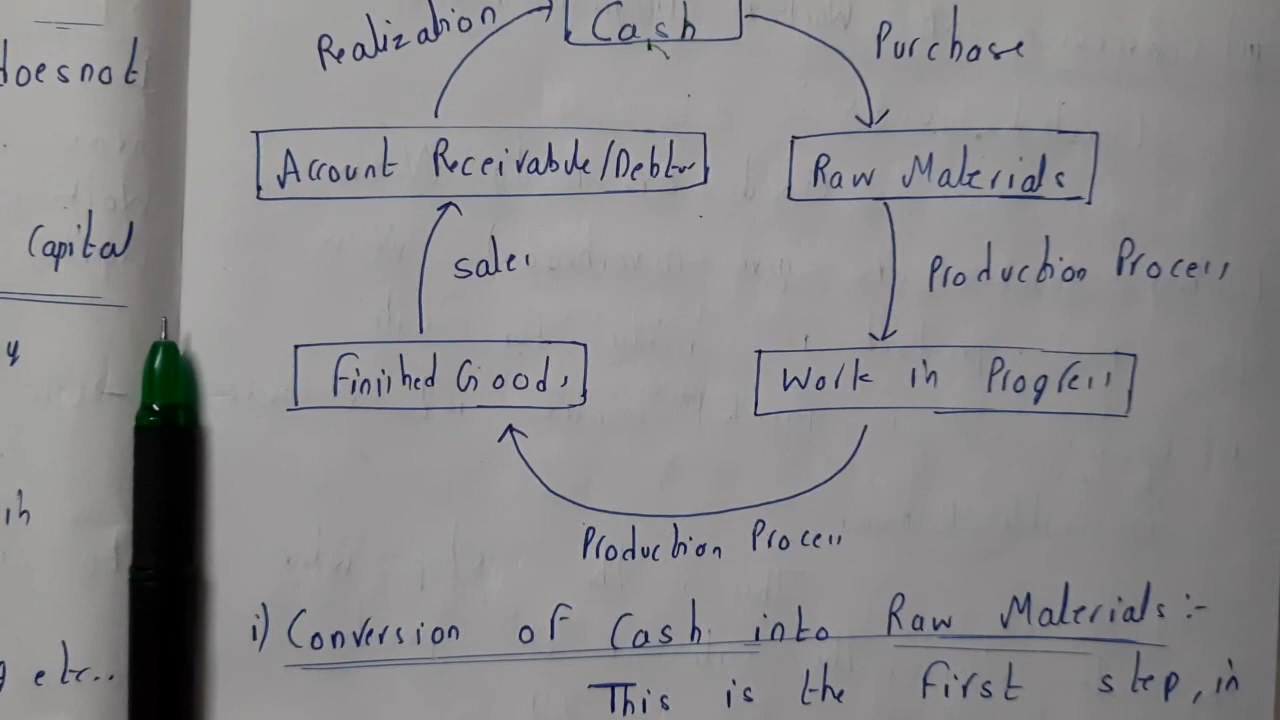 doesnot
Capital
y
in
etc..
Realization
Cash
Purchase
Account Receivable/Debtor
Raw Materials
sales
Production Process
Finished Goods
Work in Progress
Production Process
i) Conversion of Cash into Raw Materials:-
This is the first step, in